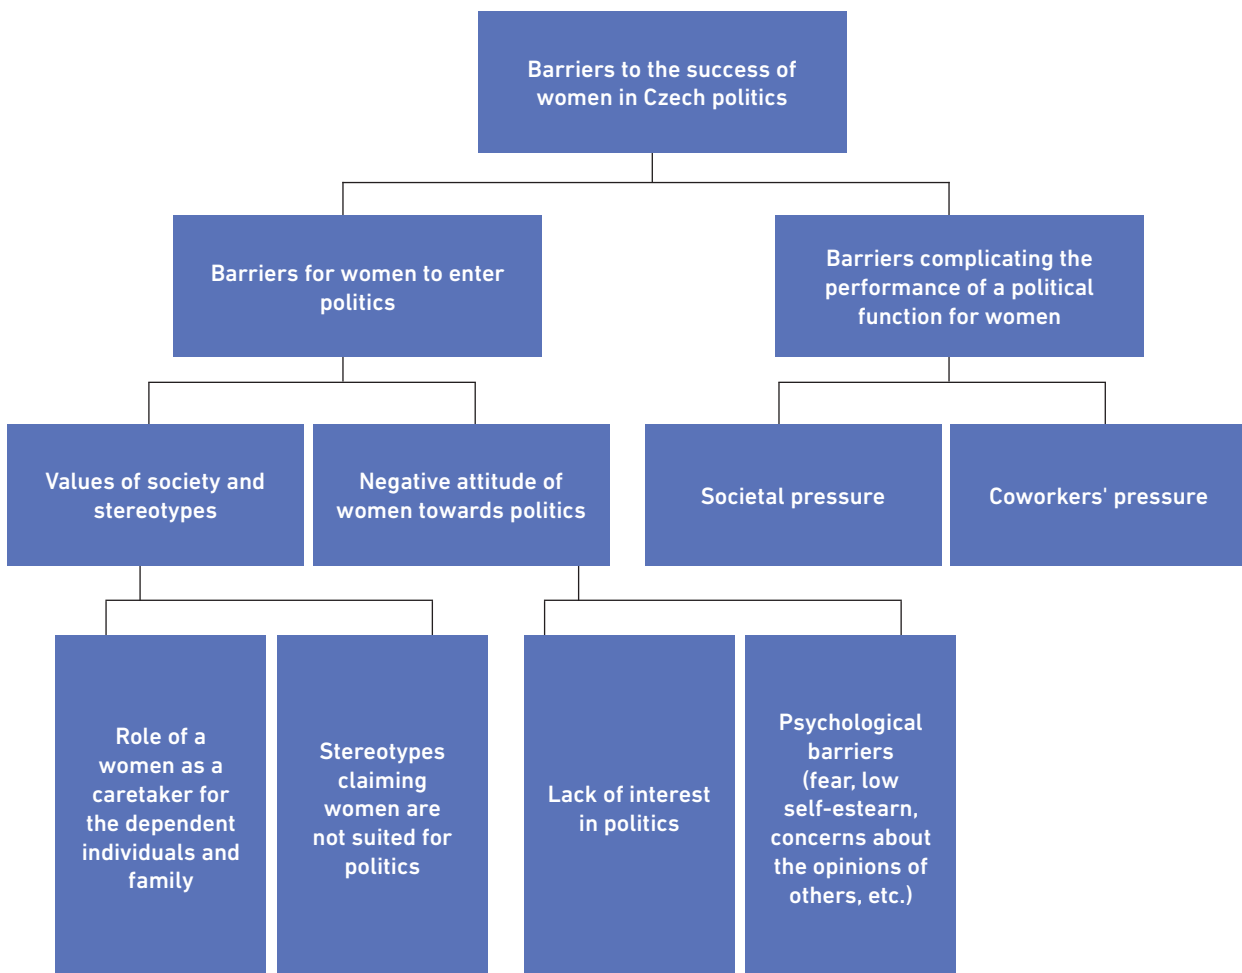 Barriers to the success of
women in Czech politics
Barriers for women to enter
politics
Barriers complicating the
performance of a political
function for women
Values of society and
stereotypes
Negative attitude of
women towards politics
Societal pressure
Coworkers' pressure
Role of a
women as a
caretaker for
the dependent
individuals and
family
Stereotypes
claiming
women are
not suited for
politics
Lack of interest
in politics
Psychological
barriers
(fear, low
self-estearn,
concerns about
the opinions of
others, etc.)